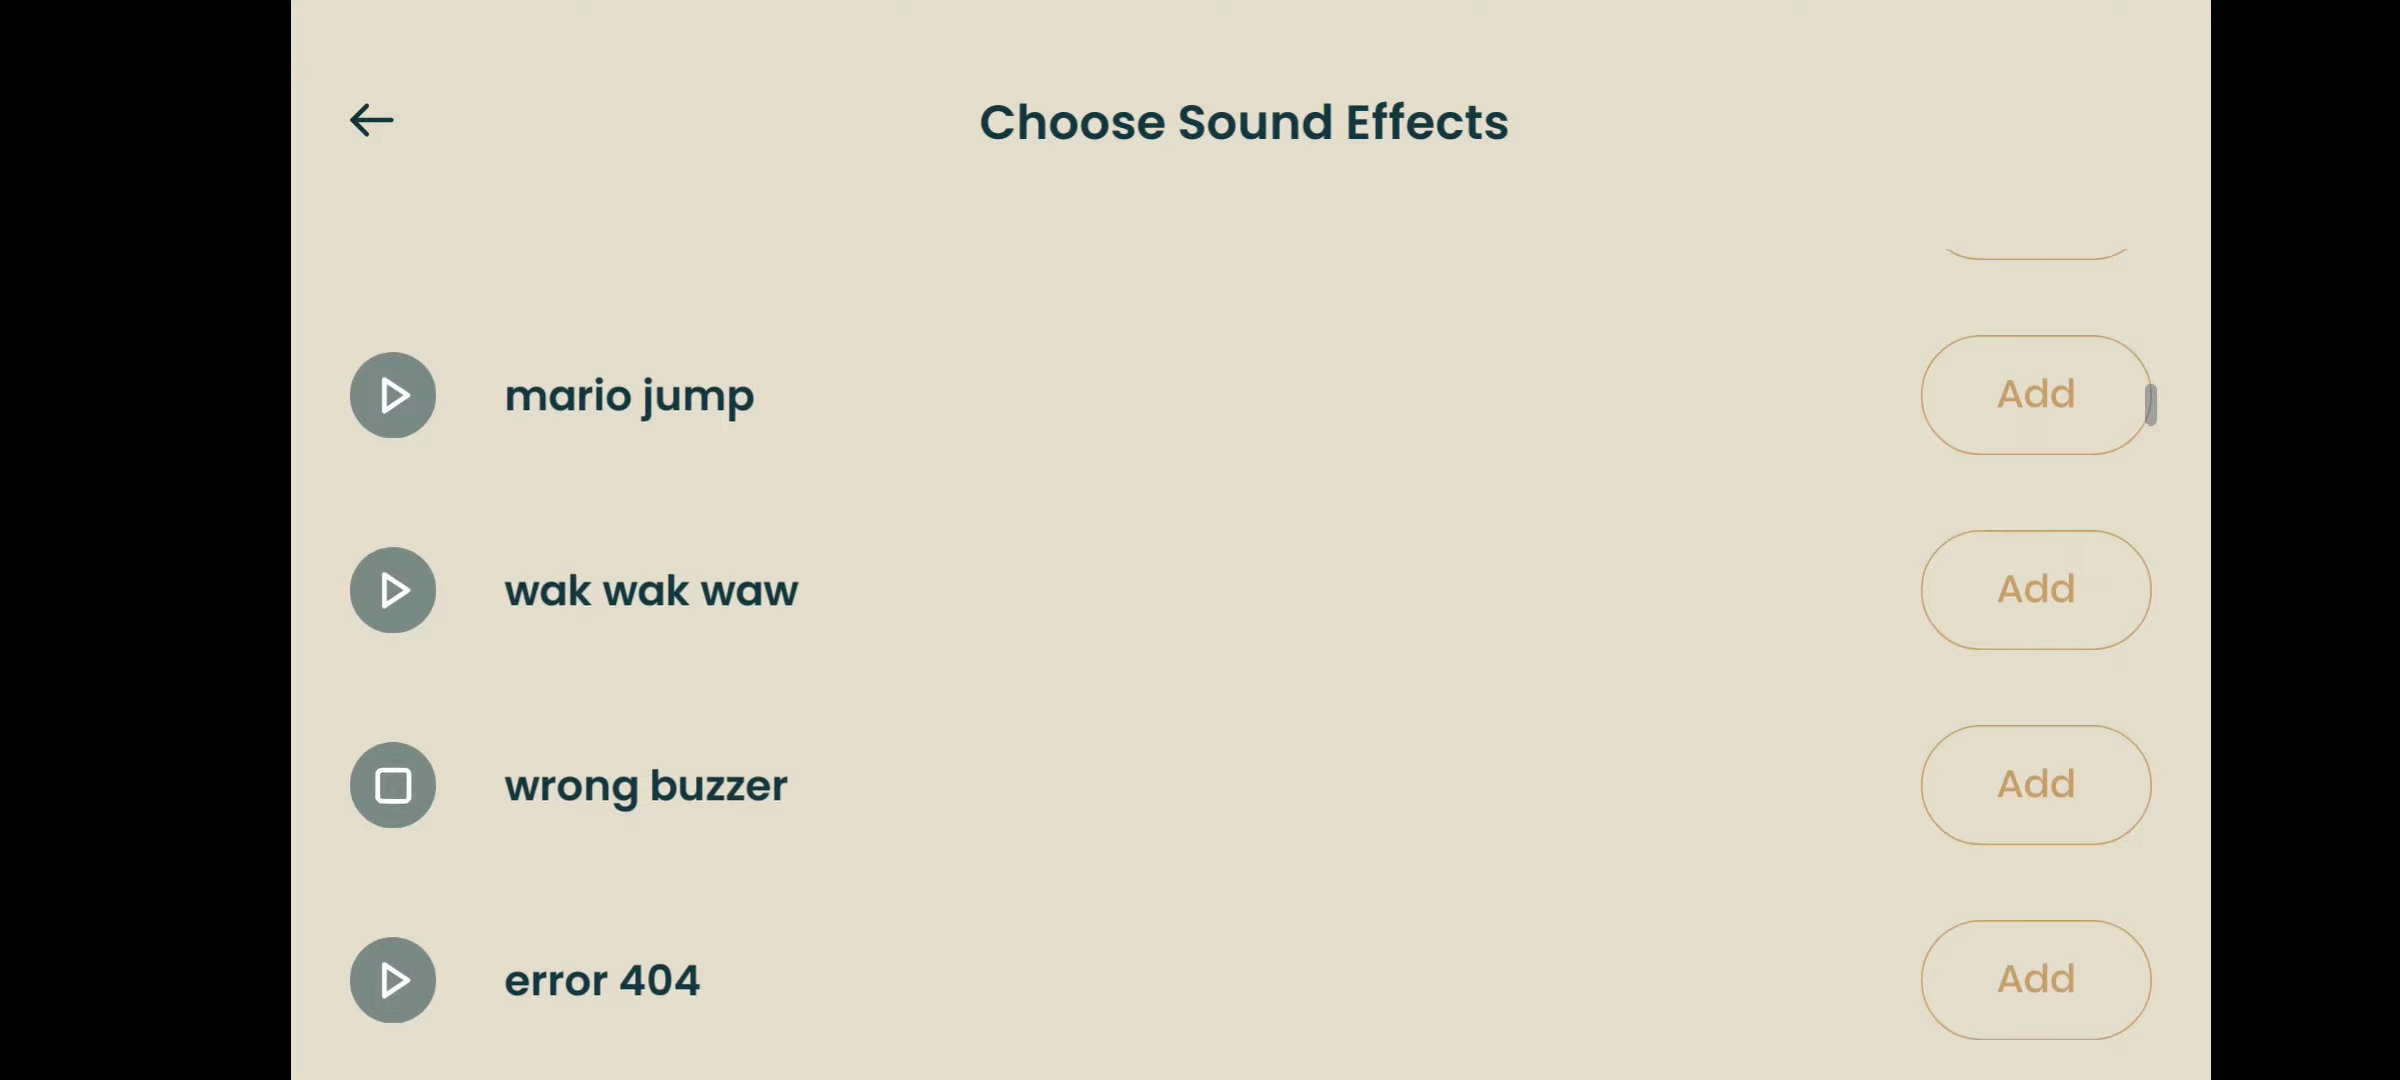 Choose Sound Effects
mario jump
Add
wak wak waw
Add
wrong buzzer
Add
error 404
Add